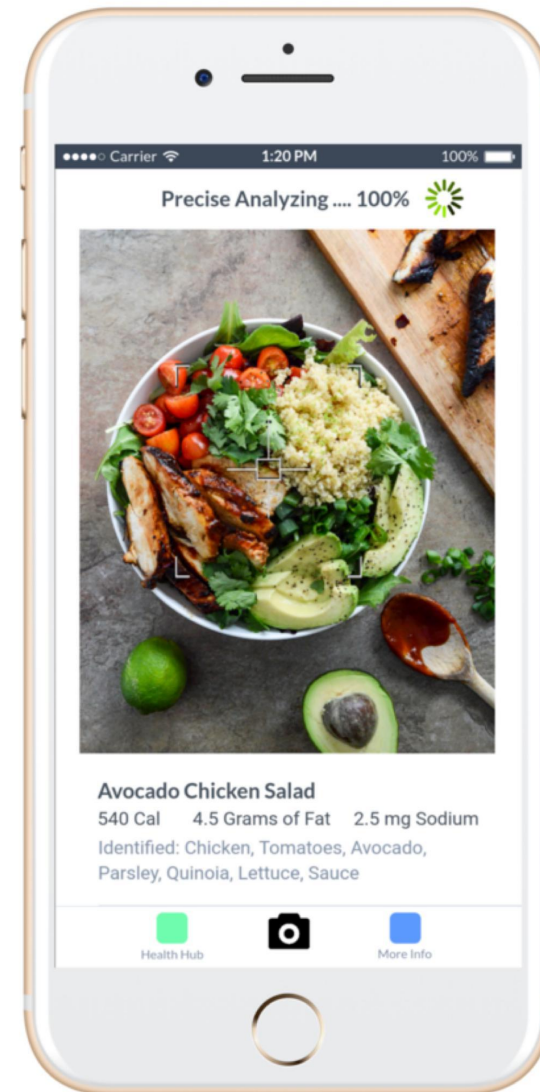 Carrier 1:20 PM 100%
Precise Analyzing .... 100%
Avocado Chicken Salad
540 Cal 4.5 Grams of Fat 2.5 mg Sodium
Identified: Chicken, Tomatoes, Avocado,
Parsley, Quinoia, Lettuce, Sauce
Health Hub More Info